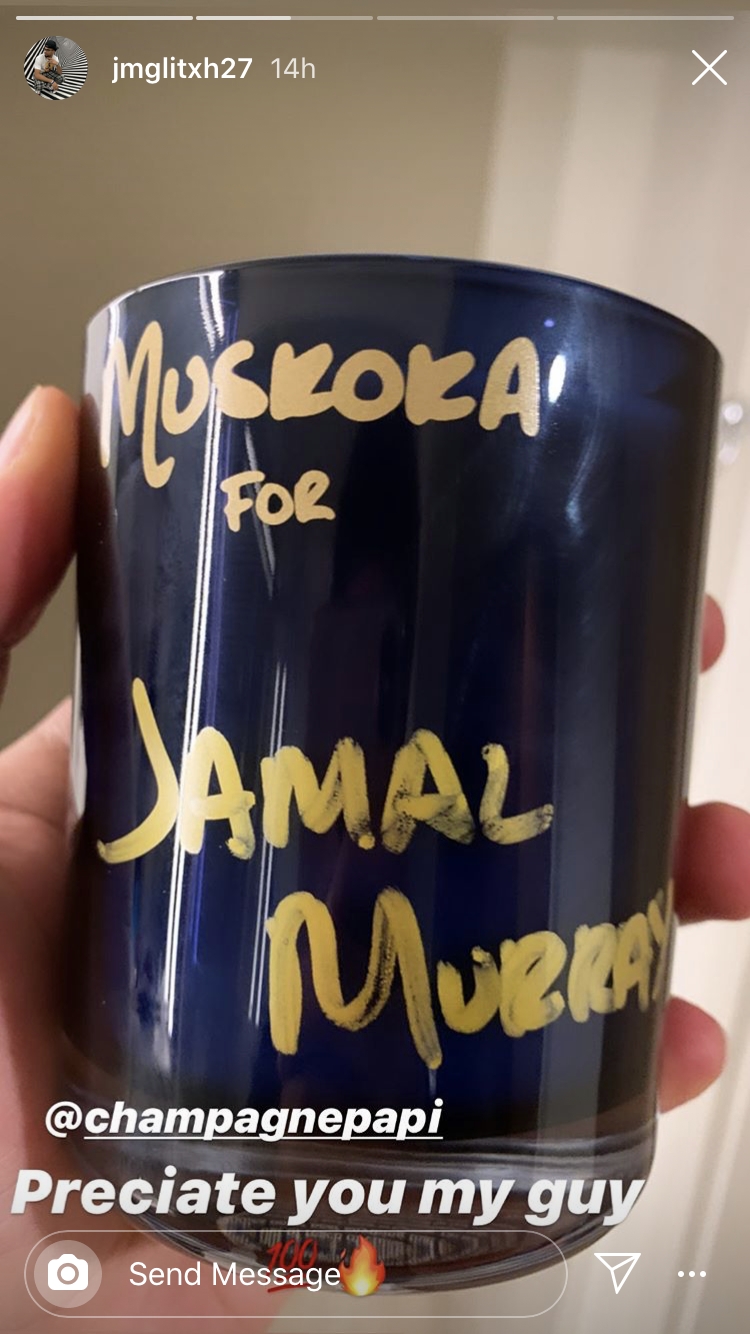 jmglitxh27 14h
MUSKOKA
FOR
JAMAL
MURRAY
@champagnepapi
Preciate you my guy
💯🔥
Send Message